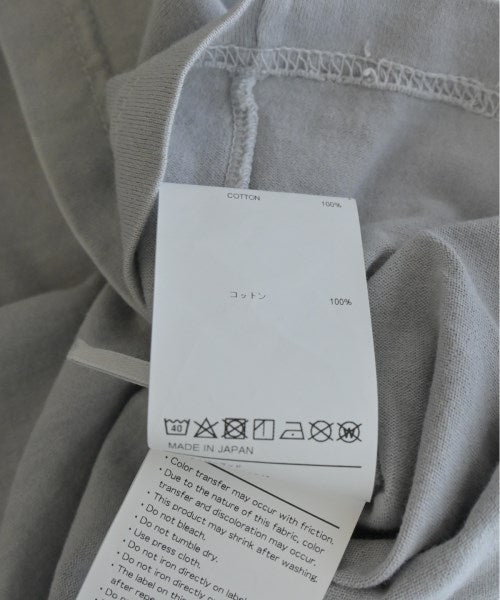 COTTON 100%
コットン 100%
40 W
MADE IN JAPAN
・Color transfer may occur with friction.
・Due to the nature of this fabric, color
transfer and discoloration may occur.
・This product may shrink after washing.
・Do not bleach.
・Do not tumble dry.
・Use press cloth.
・Do not iron directly on label
・Do not iron directly
・The label on this
after repe
・Do no